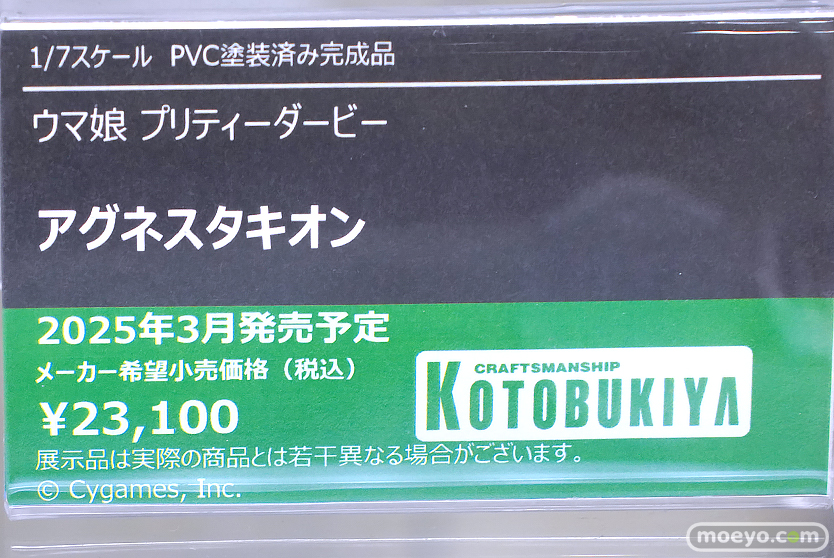 1/7スケール PVC塗装済み完成品
ウマ娘 プリティーダービー
アグネスタキオン
2025年3月発売予定
メーカー希望小売価格（税込）
¥23,100
CRAFTSMANSHIP
KOTOBUKIYA
展示品は実際の商品とは若干異なる場合がございます。
© Cygames, Inc.
moeyo.com